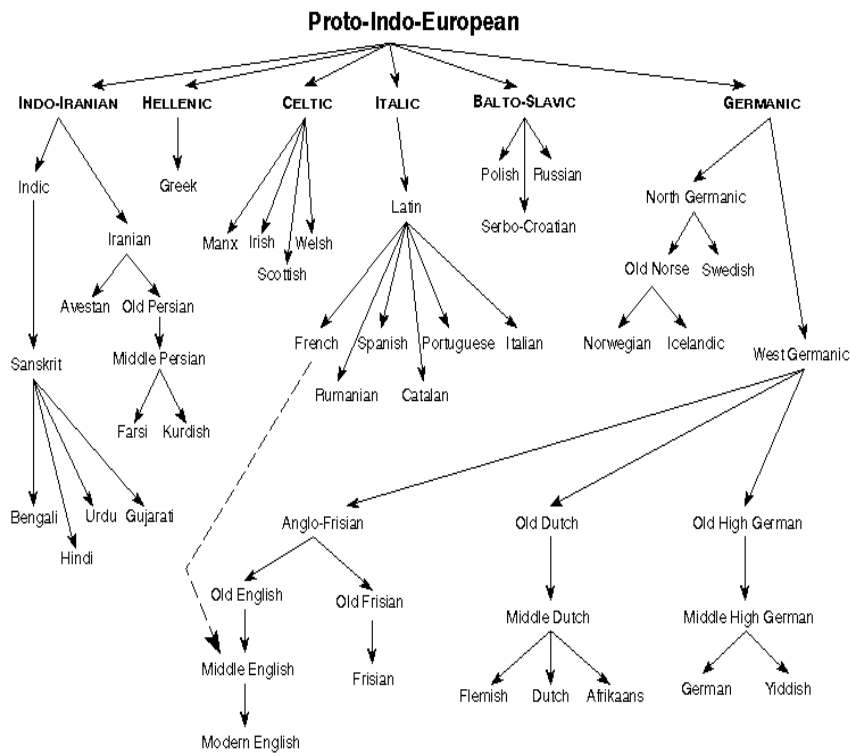 Proto-Indo-European
INDO-IRANIAN HELLENIC CELTIC ITALIC BALTO-SLAVIC GERMANIC
Polish Russian
Indic Greek North Germanic
Latin
Serbo-Croatian
Iranian Manx Irish Welsh
Scottish Old Norse Swedish
Avestan Old Persian
French Spanish Portuguese Italian Norwegian Icelandic
Sanskrit Middle Persian West Germanic
Rumanian Catalan
Farsi Kurdish
Bengali Urdu Gujarati
Anglo-Frisian Old Dutch Old High German
Hindi
Old English Old Frisian
Middle Dutch Middle High German
Middle English Frisian
Flemish Dutch Afrikaans German Yiddish
Modern English